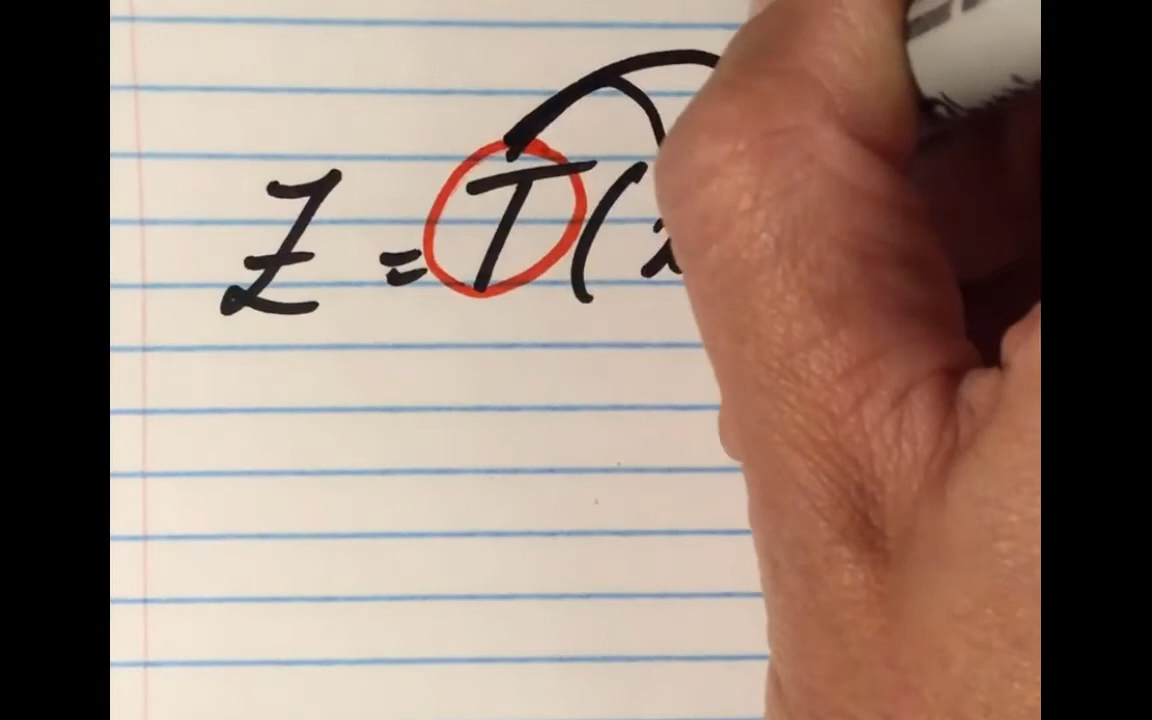 Z = T(